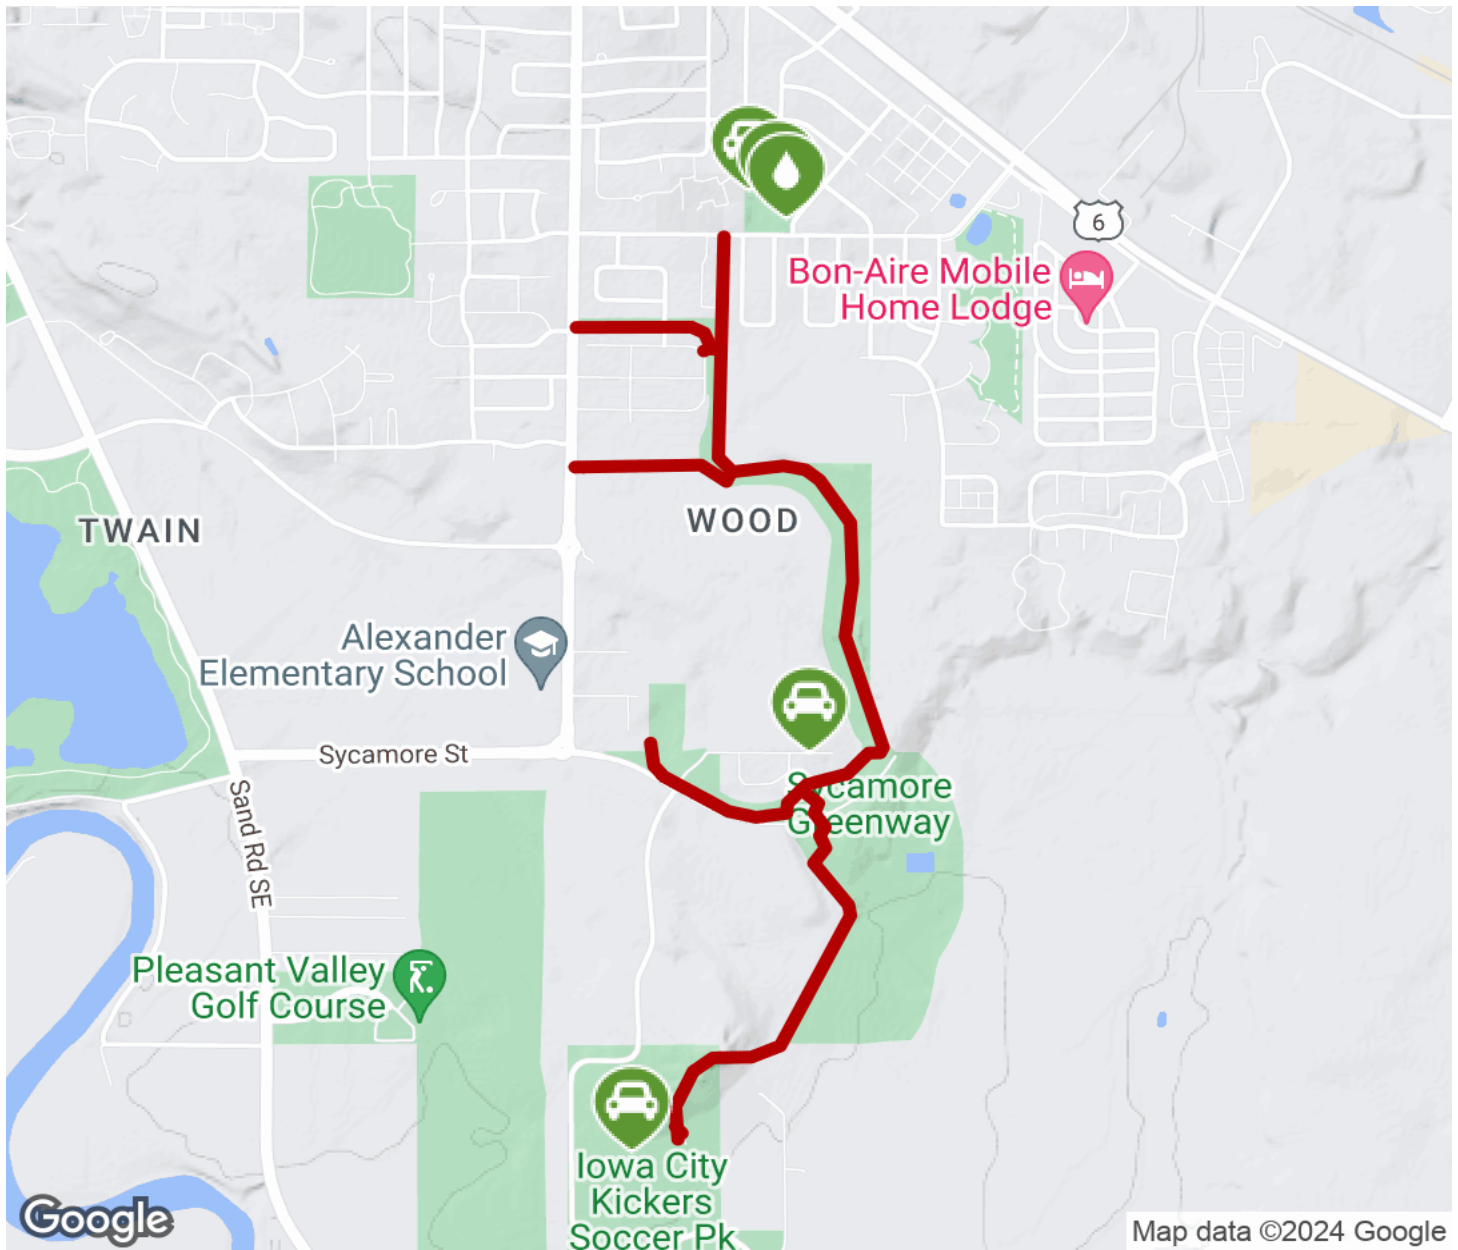 6
Bon-Aire Mobile
Home Lodge
TWAIN
WOOD
Alexander
Elementary School
Sycamore St
Sand Rd SE
Sycamore
Greenway
Pleasant Valley
Golf Course
Iowa City
Kickers
Soccer Pk
Google
Map data ©2024 Google